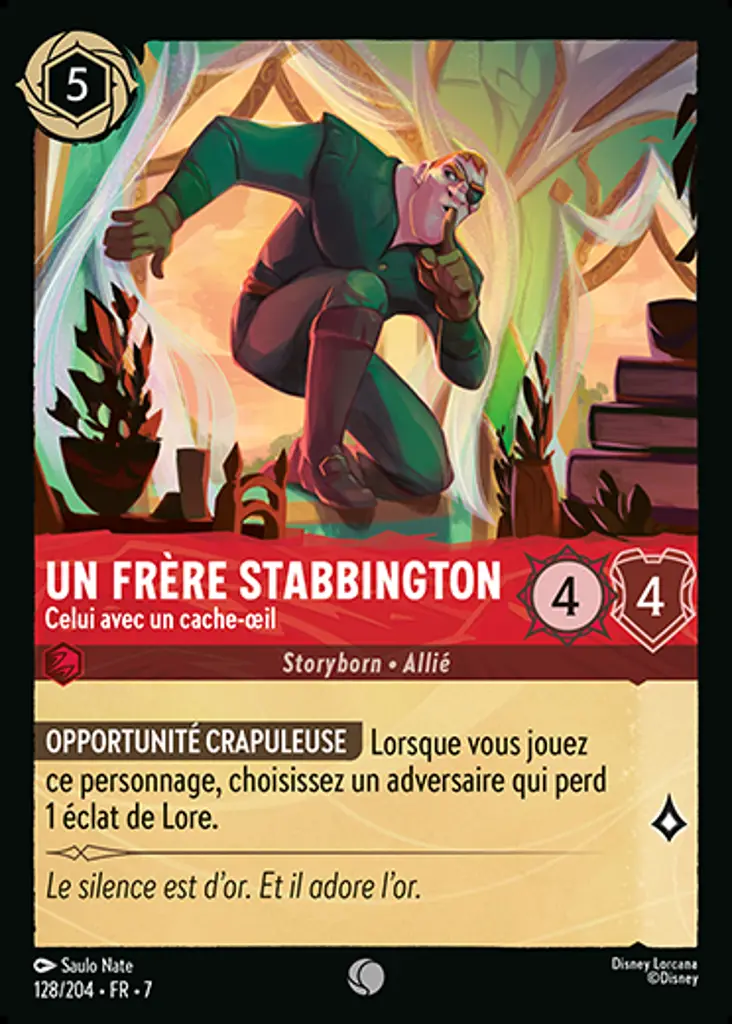 5
UN FRÈRE STABBINGTON
Celui avec un cache-œil
4
4
Storyborn • Allié
OPPORTUNITÉ CRAPULEUSE Lorsque vous jouez
ce personnage, choisissez un adversaire qui perd
1 éclat de Lore.
Le silence est d'or. Et il adore l'or.
Saulo Nate
128/204 • FR • 7
Disney Lorcana
©Disney